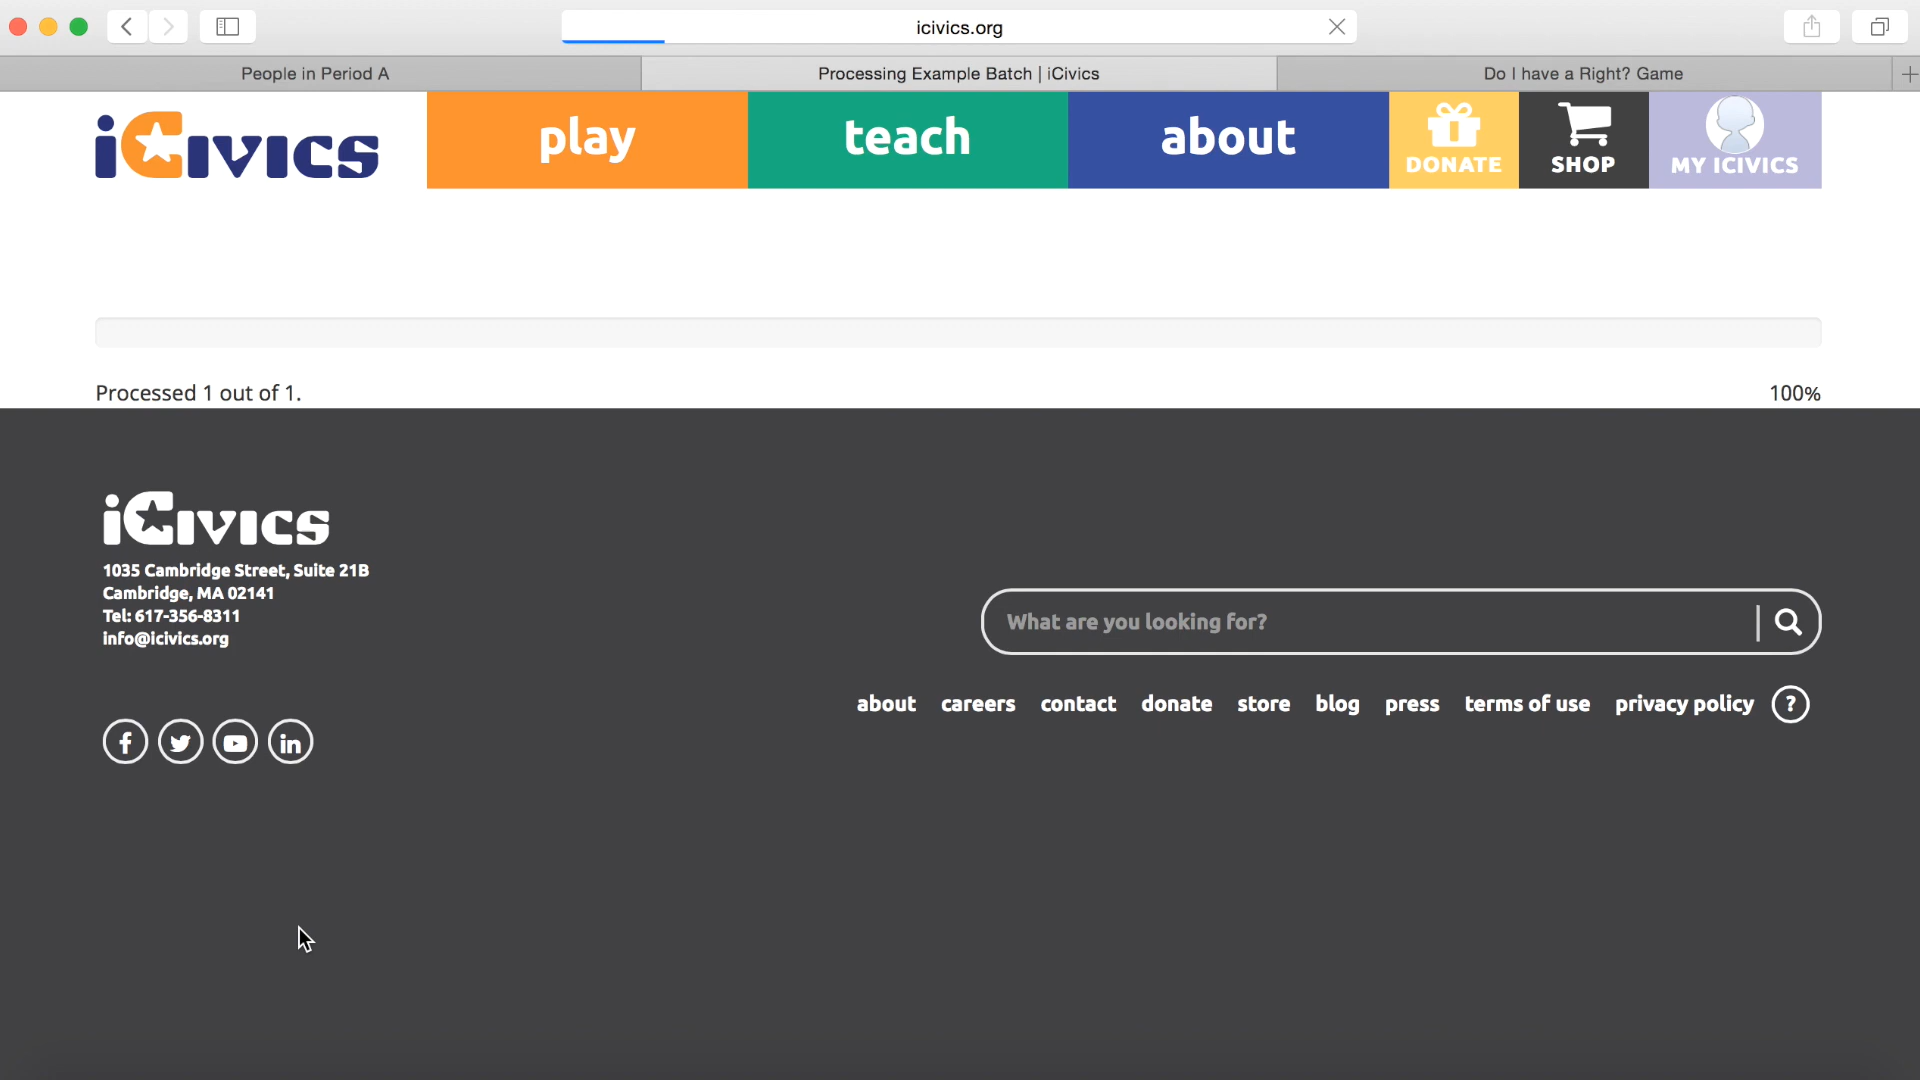 icivics.org
People in Period A
Processing Example Batch | iCivics
Do I have a Right? Game
iCivics
play
teach
about
DONATE
SHOP
MY ICIVICS
Processed 1 out of 1.
100%
iCivics
1035 Cambridge Street, Suite 21B
Cambridge, MA 02141
Tel: 617-356-8311
info@icivics.org
What are you looking for?
about careers contact donate store blog press terms of use privacy policy ?
f in